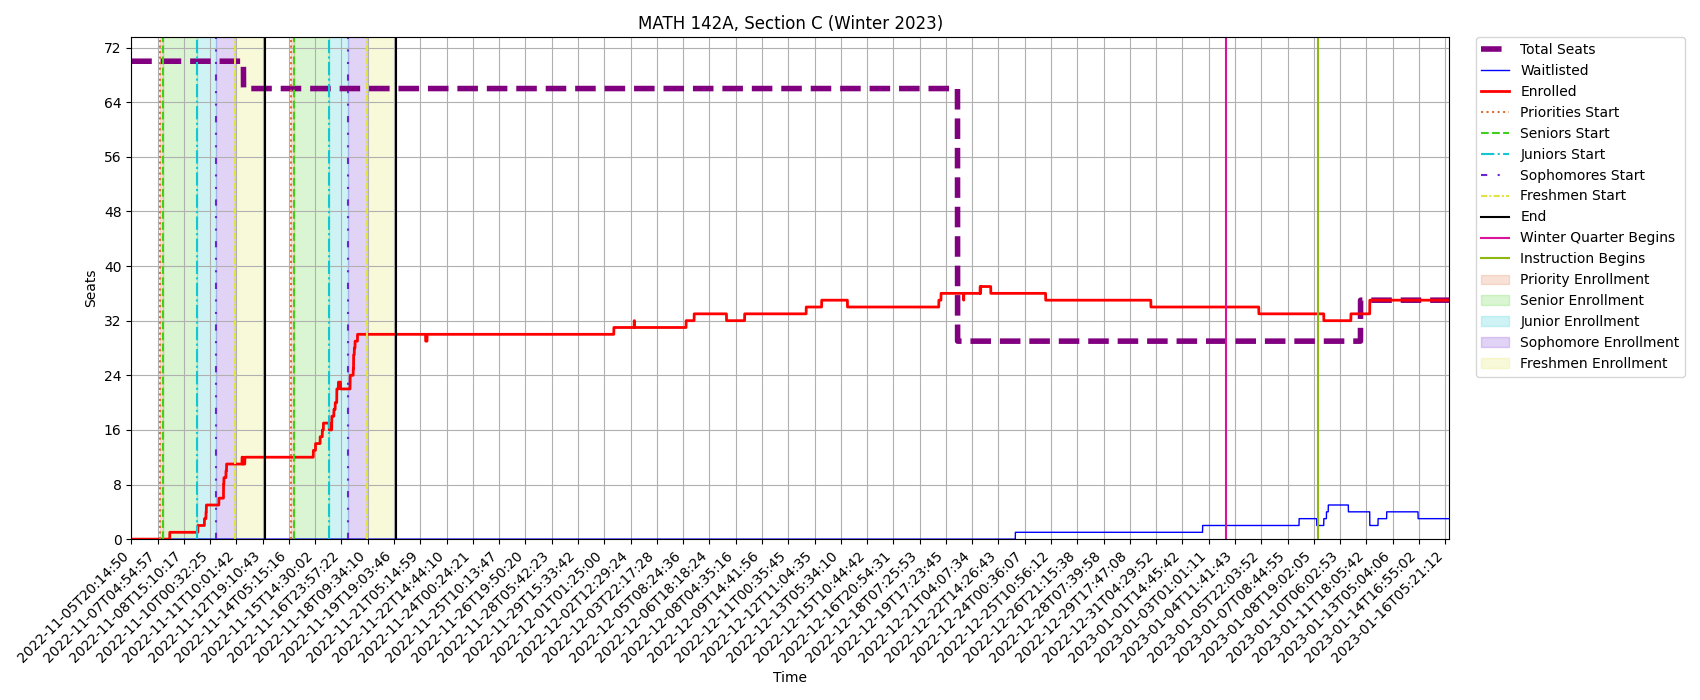 MATH 142A, Section C (Winter 2023)
Seats
72
64
56
48
40
32
24
16
8
0
2022-11-05T20:14:50
2022-11-07T04:54:57
2022-11-08T15:10:17
2022-11-10T00:32:25
2022-11-11T10:01:42
2022-11-12T19:10:43
2022-11-14T05:15:16
2022-11-15T14:30:02
2022-11-16T23:57:22
2022-11-18T09:34:10
2022-11-19T19:03:46
2022-11-21T05:14:59
2022-11-22T14:44:10
2022-11-24T00:24:21
2022-11-25T10:13:47
2022-11-26T19:50:20
2022-11-28T05:42:23
2022-11-29T15:33:42
2022-12-01T01:25:00
2022-12-02T12:29:24
2022-12-03T22:17:28
2022-12-05T08:24:36
2022-12-06T18:18:24
2022-12-08T04:35:16
2022-12-09T14:41:56
2022-12-11T00:35:45
2022-12-12T11:04:35
2022-12-13T05:34:10
2022-12-15T10:44:42
2022-12-16T20:54:31
2022-12-18T07:25:53
2022-12-19T17:23:45
2022-12-21T04:07:34
2022-12-22T14:26:43
2022-12-24T00:36:07
2022-12-25T10:56:12
2022-12-26T21:15:38
2022-12-28T07:39:58
2022-12-29T17:47:08
2022-12-31T04:29:52
2023-01-01T14:45:42
2023-01-03T01:01:11
2023-01-04T11:41:43
2023-01-05T22:03:52
2023-01-07T08:44:55
2023-01-08T19:02:05
2023-01-10T06:02:53
2023-01-11T18:05:42
2023-01-13T05:04:06
2023-01-14T16:55:02
2023-01-16T05:21:12
Time
Total Seats
Waitlisted
Enrolled
Priorities Start
Seniors Start
Juniors Start
Sophomores Start
Freshmen Start
End
Winter Quarter Begins
Instruction Begins
Priority Enrollment
Senior Enrollment
Junior Enrollment
Sophomore Enrollment
Freshmen Enrollment